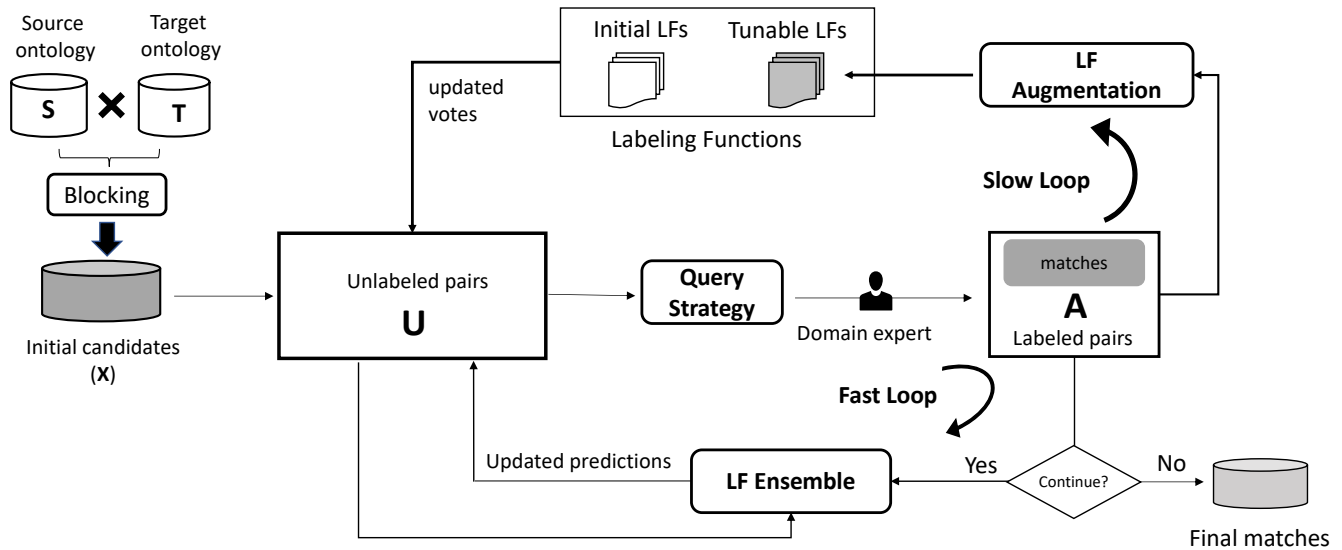 Source
ontology
Target
ontology
S
T
Blocking
Initial candidates
(X)
Initial LFs
Tunable LFs
Labeling Functions
updated
votes
LF
Augmentation
Slow Loop
Unlabeled pairs
U
Query
Strategy
Domain expert
matches
A
Labeled pairs
Fast Loop
Updated predictions
LF Ensemble
Yes
Continue?
No
Final matches